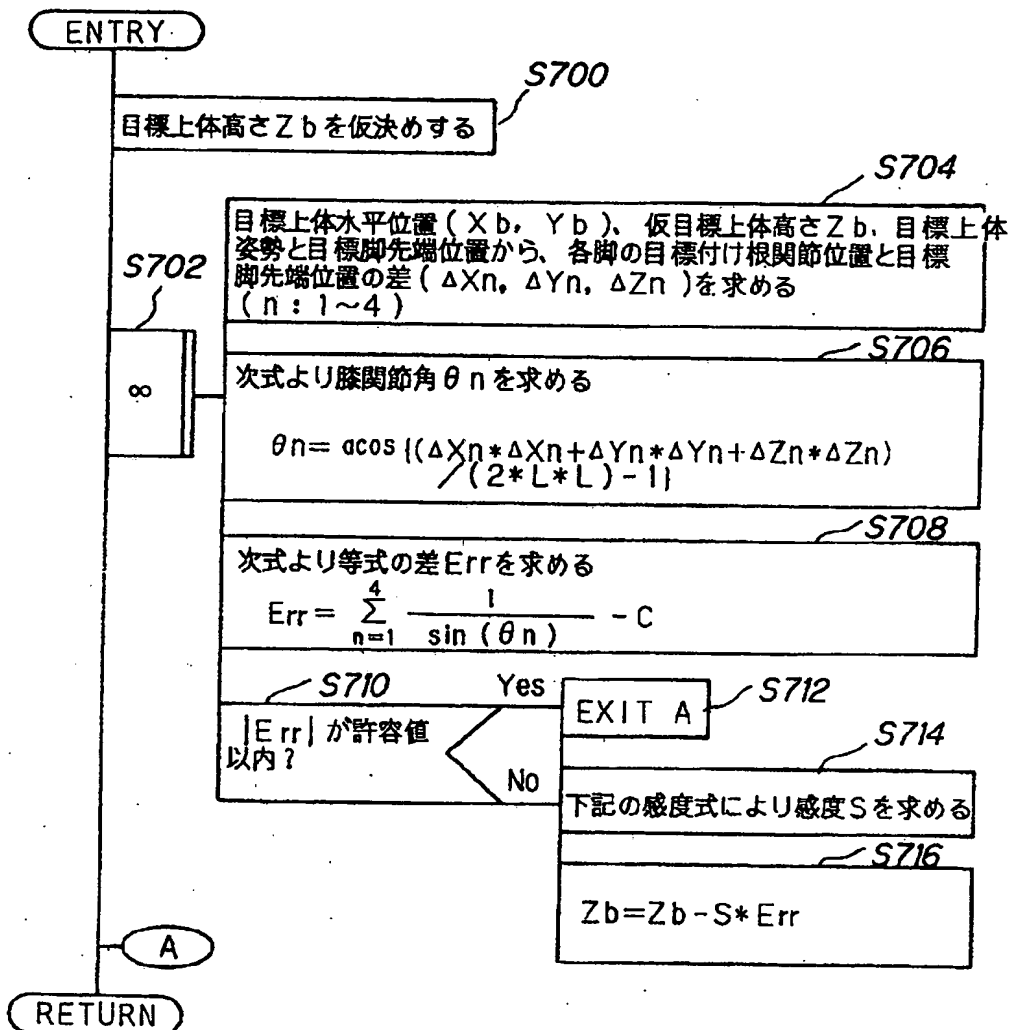 ENTRY
S700
目標上体高さZbを仮決めする
S704
目標上体水平位置(Xb, Yb)、仮目標上体高さZb, 目標上体
姿勢と目標脚先端位置から、各脚の目標付け根関節位置と目標
脚先端位置の差(ΔXn, ΔYn, ΔZn)を求める
(n:1~4)
S702
∞
S706
次式より膝関節角θnを求める
θn=acos{(ΔXn*ΔXn+ΔYn*ΔYn+ΔZn*ΔZn)
/(2*L*L)-1}
S708
次式より等式の差Errを求める
Err= 4∑n=1 1/sin(θn) -C
S710
|Err|が許容値
以内?
Yes
No
S712
EXIT A
S714
下記の感度式により感度Sを求める
S716
Zb=Zb-S*Err
A
RETURN